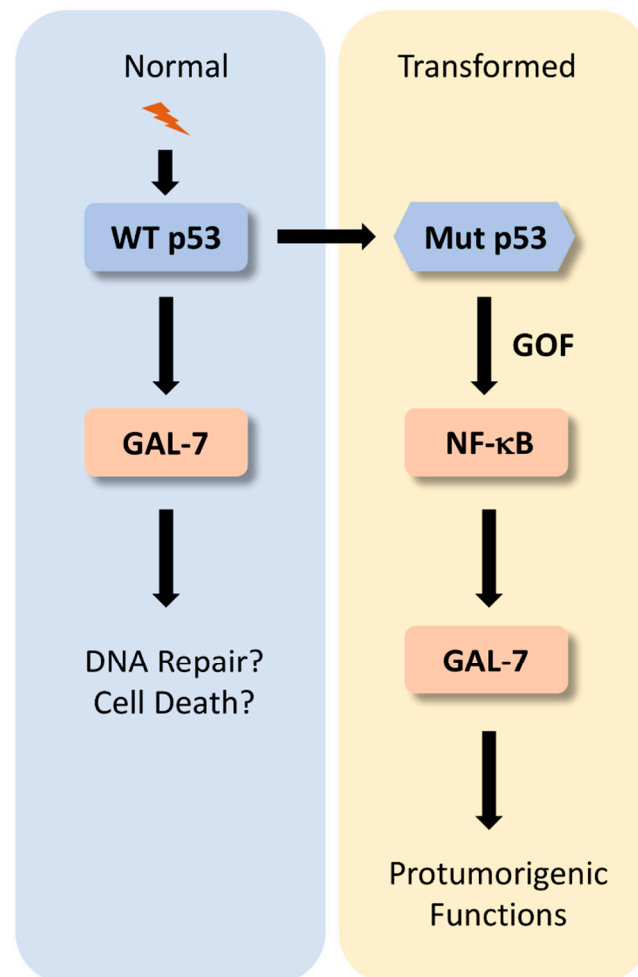 Normal
WT p53
GAL-7
DNA Repair?
Cell Death?
Transformed
Mut p53
GOF
NF-κB
GAL-7
Protumorigenic
Functions